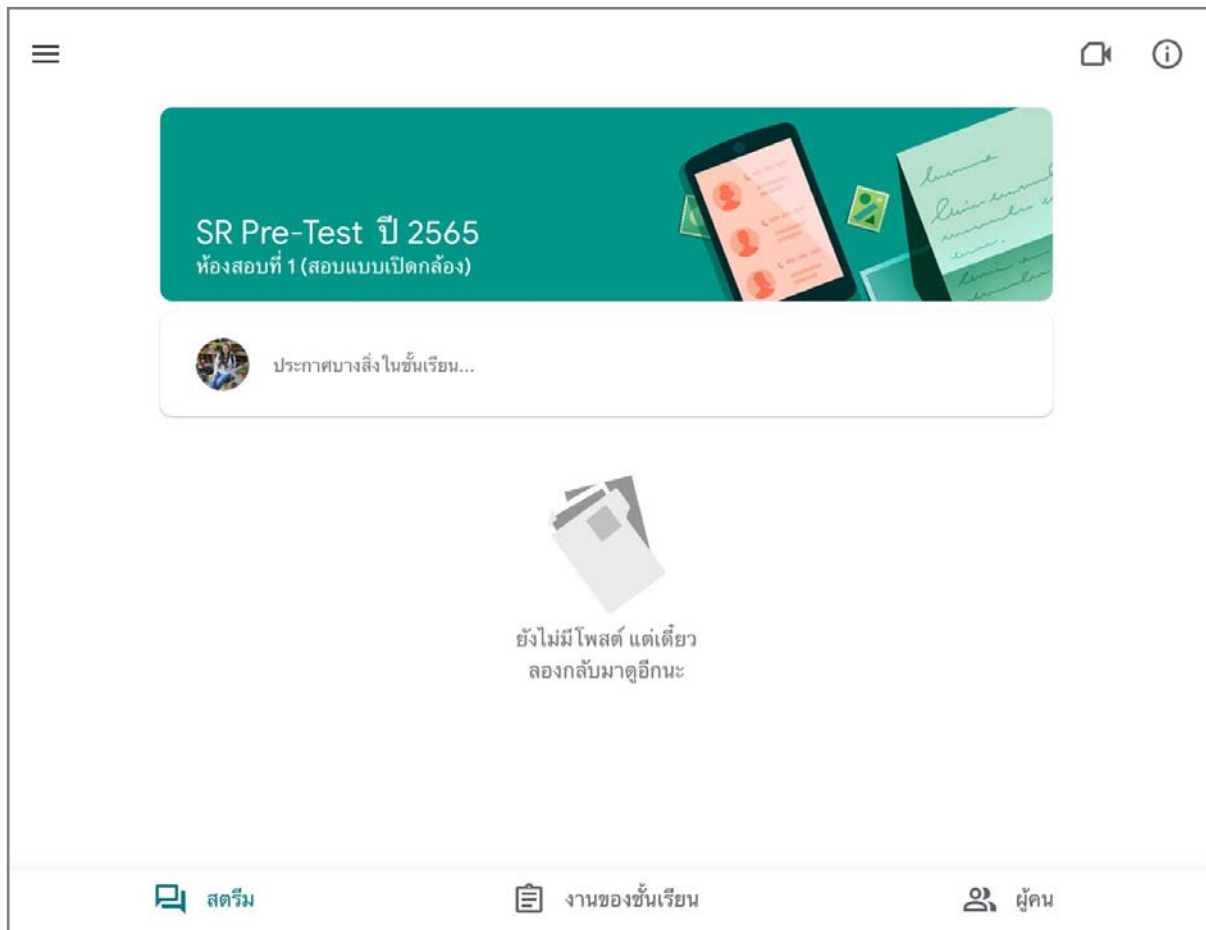 SR Pre-Test ปี 2565
ห้องสอบที่ 1 (สอบแบบเปิดกล้อง)
ประกาศบางสิ่งในชั้นเรียน...
ยังไม่มีโพสต์ แต่เดี๋ยว
ลองกลับมาดูอีกนะ
สตรีม
งานของชั้นเรียน
ผู้คน